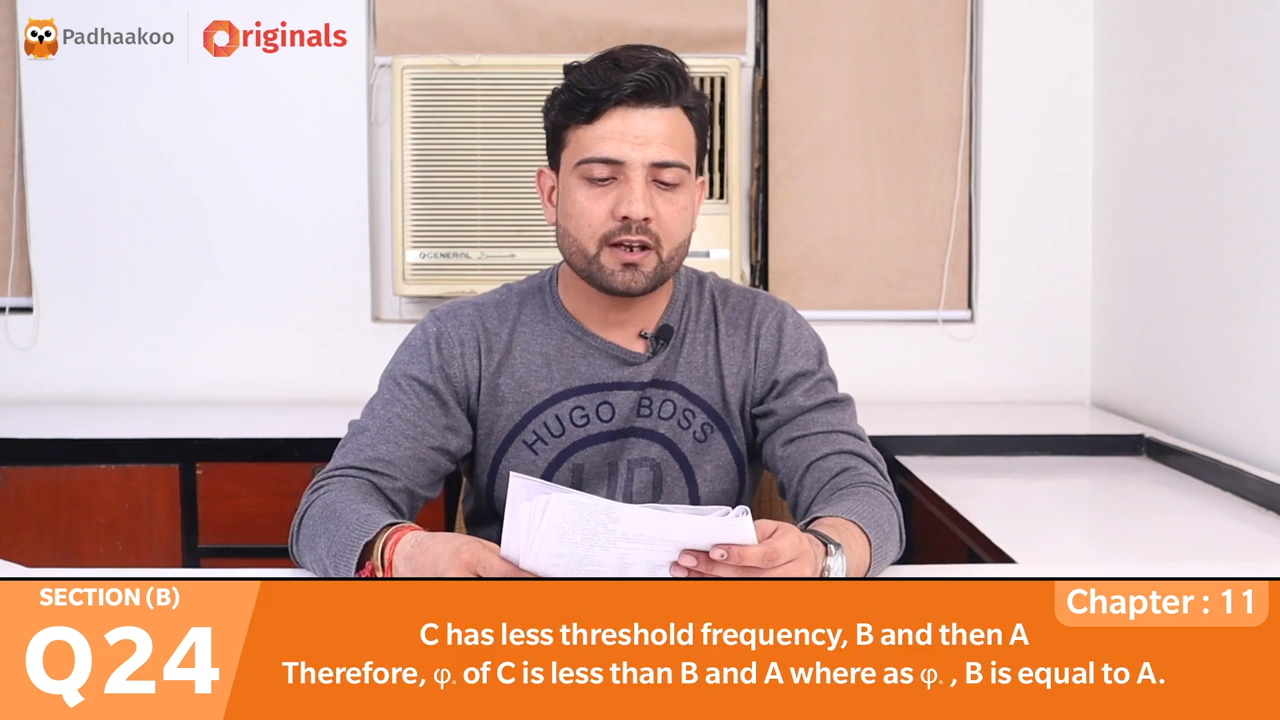 Padhaakoo
Originals
OGENERAL
HUGO BOSS
SECTION (B)
Q24
Chapter : 11
C has less threshold frequency, B and then A
Therefore, φ₀ of C is less than B and A where as φ₀ , B is equal to A.